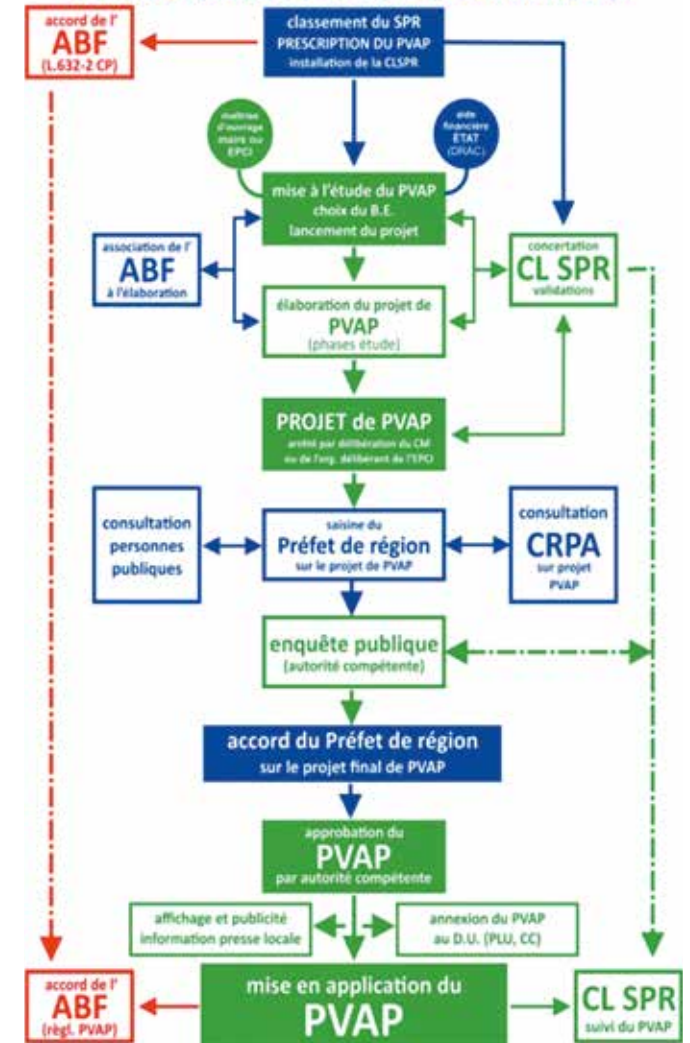 accord de l'
ABF
(L.632-2 CP)
classement du SPR
PRESCRIPTION DU PVAP
installation de la CLSPR
maîtrise
d'ouvrage
maire ou
EPCI
aide
financière
ETAT
(DRAC)
mise à l'étude du PVAP
choix du B.E.
lancement du projet
association de l'
ABF
à l'élaboration
concertation
CL SPR
validations
élaboration du projet de
PVAP
(phases étude)
PROJET de PVAP
arrêté par délibération du CM
ou de l'org. délibérant de l'EPCI
consultation
personnes
publiques
saisine du
Préfet de région
sur le projet de PVAP
consultation
CRPA
sur projet
PVAP
enquête publique
(autorité compétente)
accord du Préfet de région
sur le projet final de PVAP
approbation du
PVAP
par autorité compétente
affichage et publicité
information presse locale
annexion du PVAP
au D.U. (PLU, CC)
accord de l'
ABF
(règl. PVAP)
mise en application du
PVAP
CL SPR
suivi du PVAP